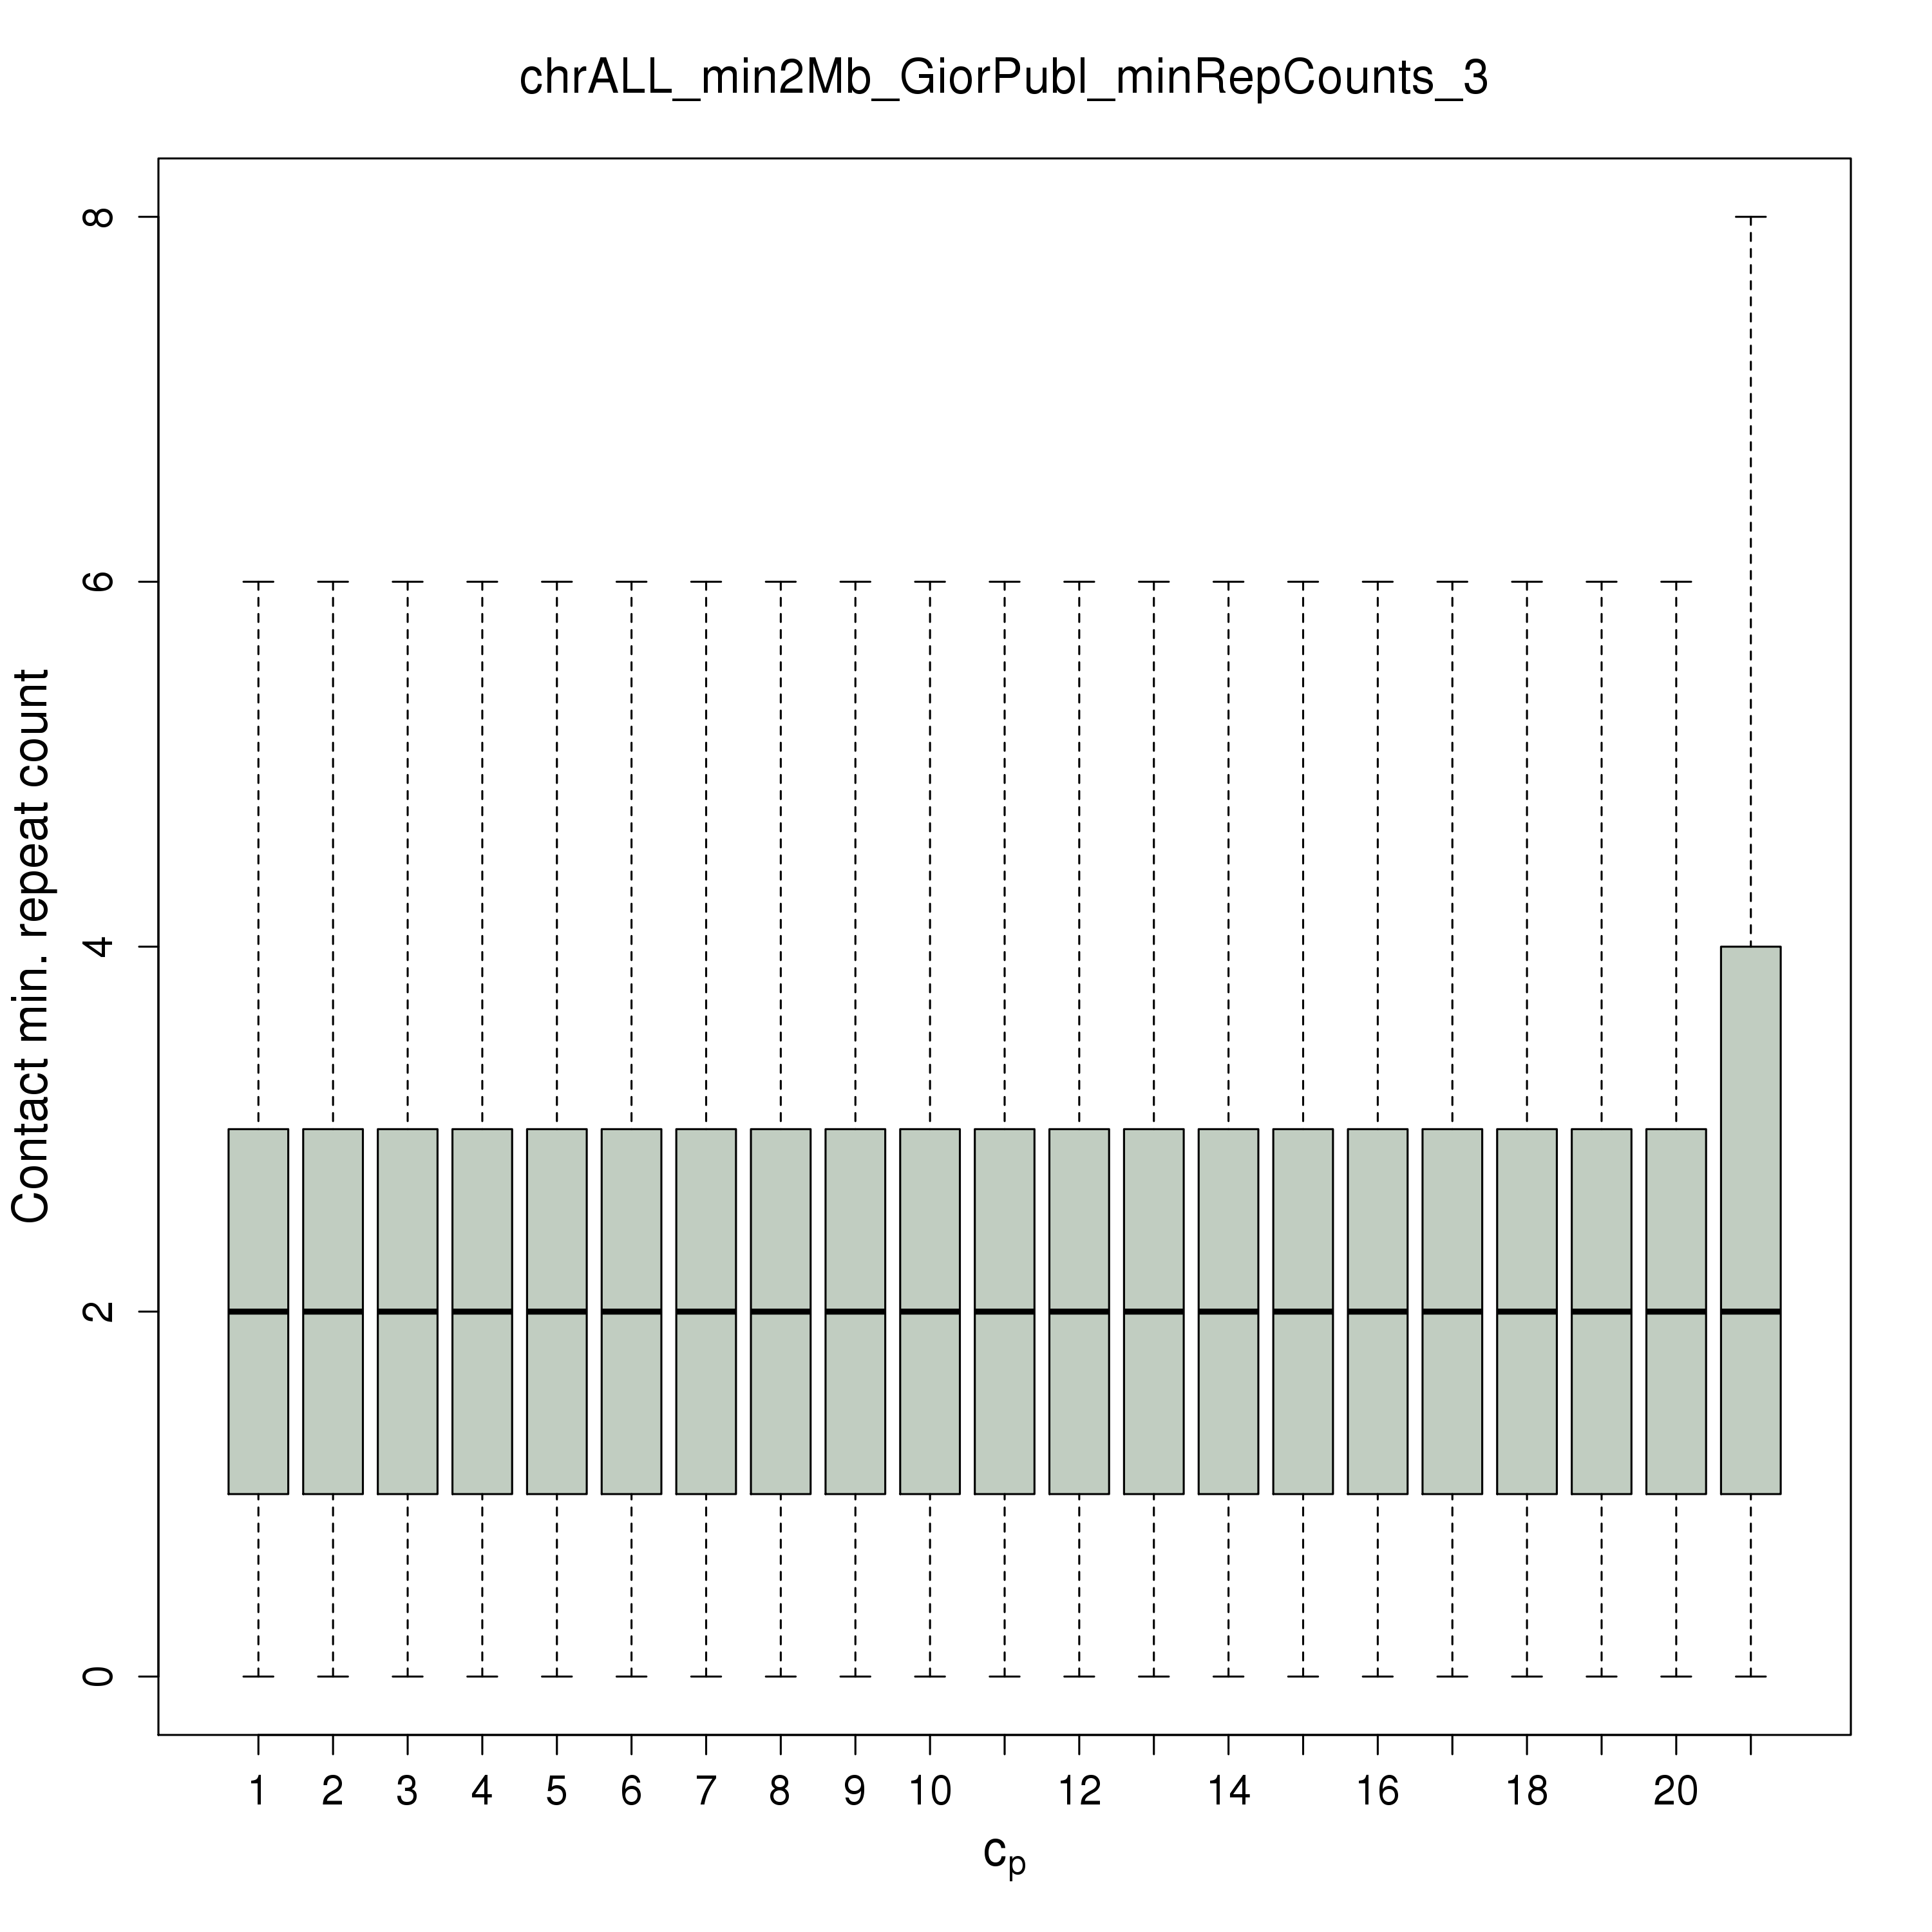 chrALL_min2Mb_GiorPubl_minRepCounts_3
Contact min. repeat count
8
6
4
2
0
1 2 3 4 5 6 7 8 9 10 12 14 16 18 20
cp